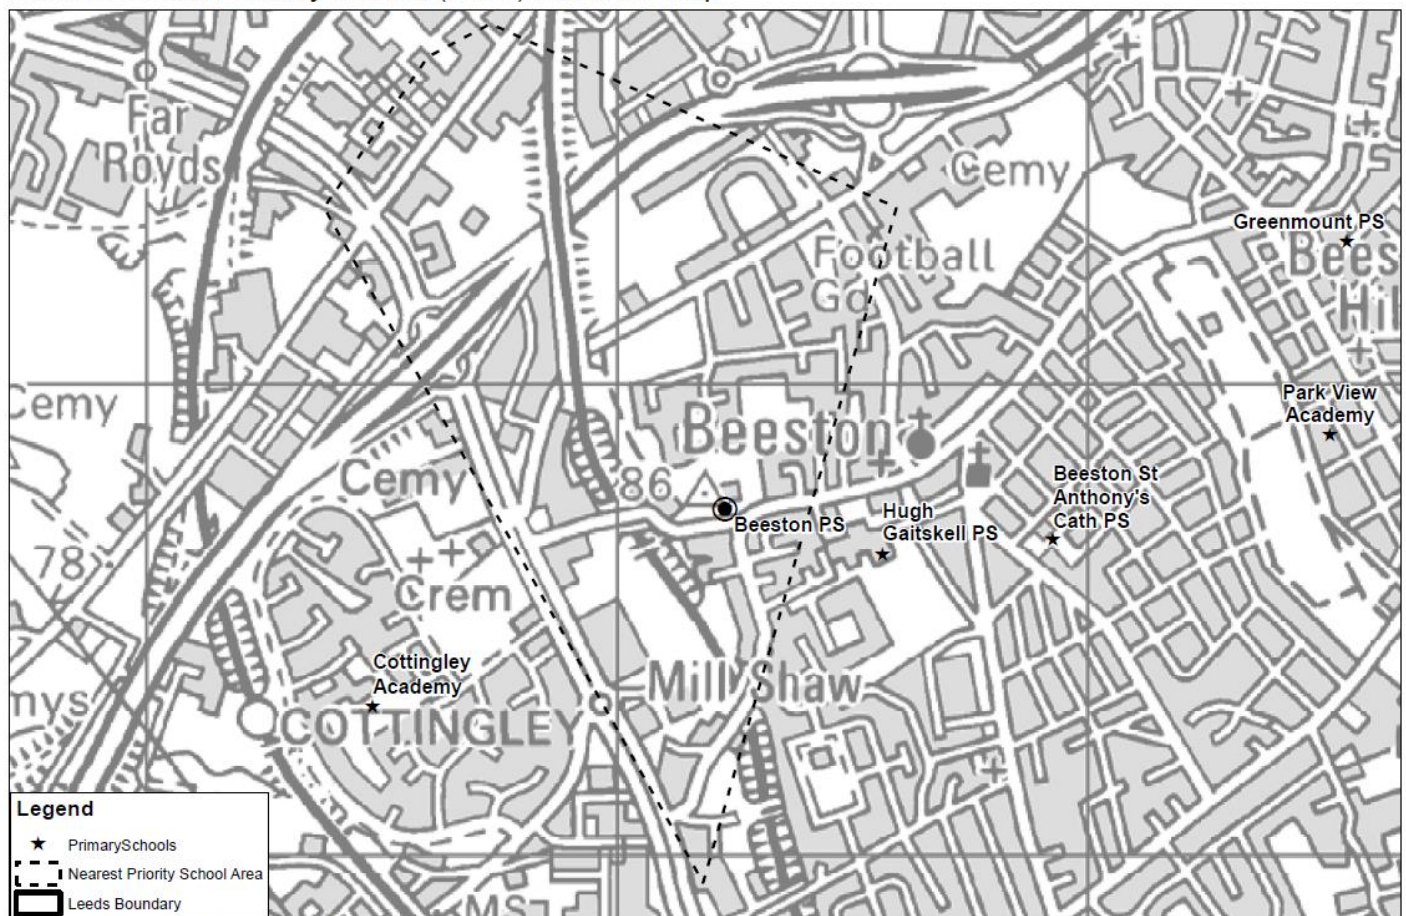 Far
Royds
Cemy
Greenmount PS
Bees
Hil
Football
Gd
Cemy
Park View
Academy
Beeston
Cemy
86
Beeston PS
Hugh
Gaitskell PS
Beeston St
Anthony's
Cath PS
78
Crem
Cottingley
Academy
COTTINGLEY
Mill Shaw
mys
Legend
PrimarySchools
Nearest Priority School Area
Leeds Boundary
MS